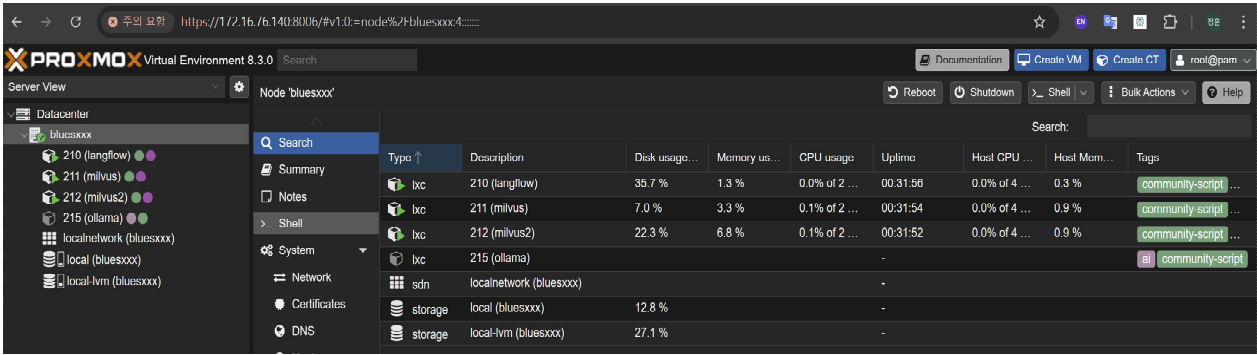 주의 요함 https://172.16.76.140:8006/#v1:0:=node%2Fbluesxxx:4:::::::
EN 진운
PROXMOX Virtual Environment 8.3.0 Search Documentation Create VM Create CT root@pam
Server View
Node 'bluesxxx' Reboot Shutdown Shell Bulk Actions Help
Datacenter
bluesxxx
210 (langflow)
211 (milvus)
212 (milvus2)
215 (ollama)
localnetwork (bluesxxx)
local (bluesxxx)
local-lvm (bluesxxx)
Search
Summary
Notes
Shell
System
Network
Certificates
DNS
Search:
Type Description Disk usage... Memory us... CPU usage Uptime Host CPU ... Host Mem... Tags
lxc 210 (langflow) 35.7 % 1.3 % 0.0% of 2 ... 00:31:56 0.0% of 4 ... 0.3 % community-script ...
lxc 211 (milvus) 7.0 % 3.3 % 0.1% of 2 ... 00:31:54 0.0% of 4 ... 0.9 % community-script ...
lxc 212 (milvus2) 22.3 % 6.8 % 0.1% of 2 ... 00:31:52 0.0% of 4 ... 0.9 % community-script ...
lxc 215 (ollama) - ai community-script
sdn localnetwork (bluesxxx) -
storage local (bluesxxx) 12.8 % -
storage local-lvm (bluesxxx) 27.1 % -